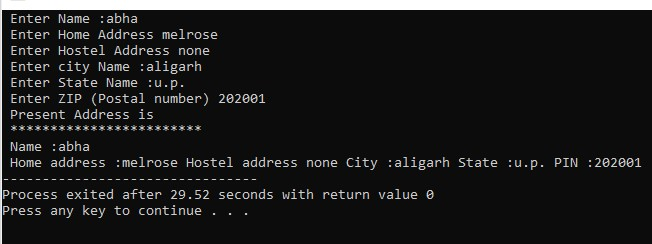 Enter Name :abha
Enter Home Address melrose
Enter Hostel Address none
Enter city Name :aligarh
Enter State Name :u.p.
Enter ZIP (Postal number) 202001
Present Address is
************************
Name :abha
Home address :melrose Hostel address none City :aligarh State :u.p. PIN :202001
--------------------------------
Process exited after 29.52 seconds with return value 0
Press any key to continue . . .